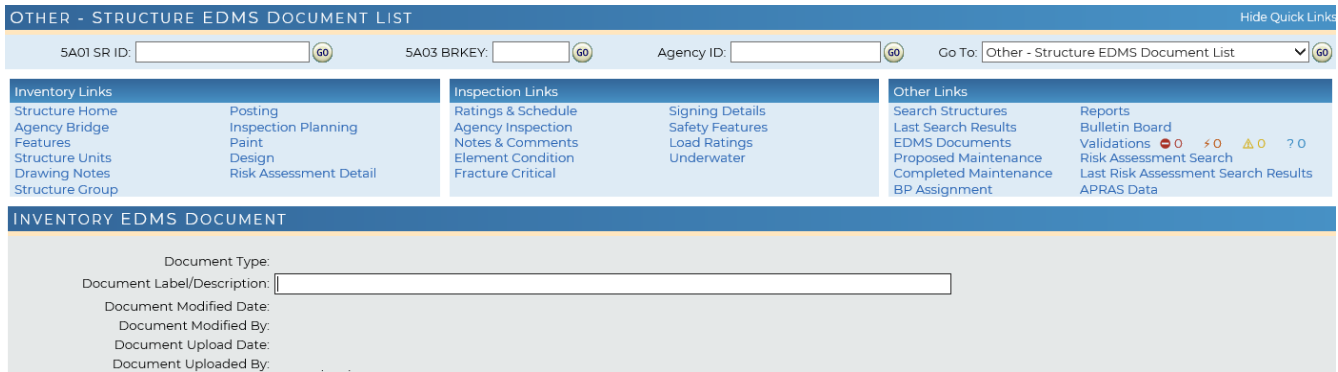 OTHER - STRUCTURE EDMS DOCUMENT LIST Hide Quick Links
5A01 SR ID: GO 5A03 BRKEY: GO Agency ID: GO Go To: Other - Structure EDMS Document List GO
Inventory Links Inspection Links Other Links
Structure Home Posting Ratings & Schedule Signing Details Search Structures Reports
Agency Bridge Inspection Planning Agency Inspection Safety Features Last Search Results Bulletin Board
Features Paint Notes & Comments Load Ratings EDMS Documents Validations 0 0 0 ? 0
Structure Units Design Element Condition Underwater Proposed Maintenance Risk Assessment Search
Drawing Notes Risk Assessment Detail Fracture Critical Completed Maintenance Last Risk Assessment Search Results
Structure Group BP Assignment APRAS Data
INVENTORY EDMS DOCUMENT
Document Type:
Document Label/Description:
Document Modified Date:
Document Modified By:
Document Upload Date:
Document Uploaded By: